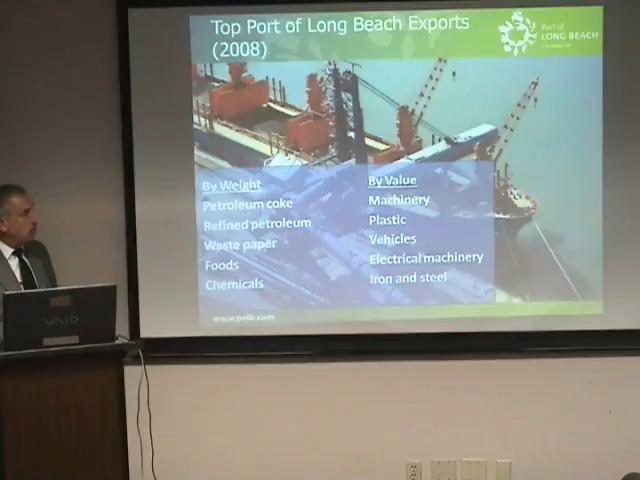 Top Port of Long Beach Exports
(2008)
Port of
LONG BEACH
By Weight
Petroleum coke
Refined petroleum
Waste paper
Foods
Chemicals
By Value
Machinery
Plastic
Vehicles
Electrical machinery
Iron and steel
www.polb.com
VAIO